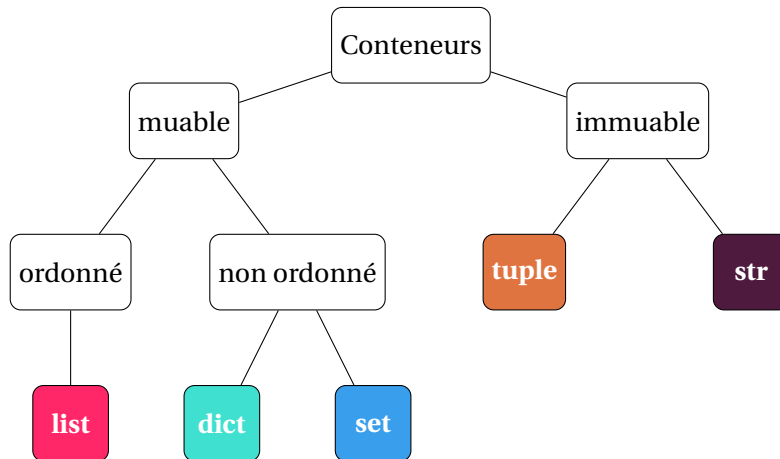 Conteneurs
muable
immuable
ordonné
non ordonné
tuple
str
list
dict
set